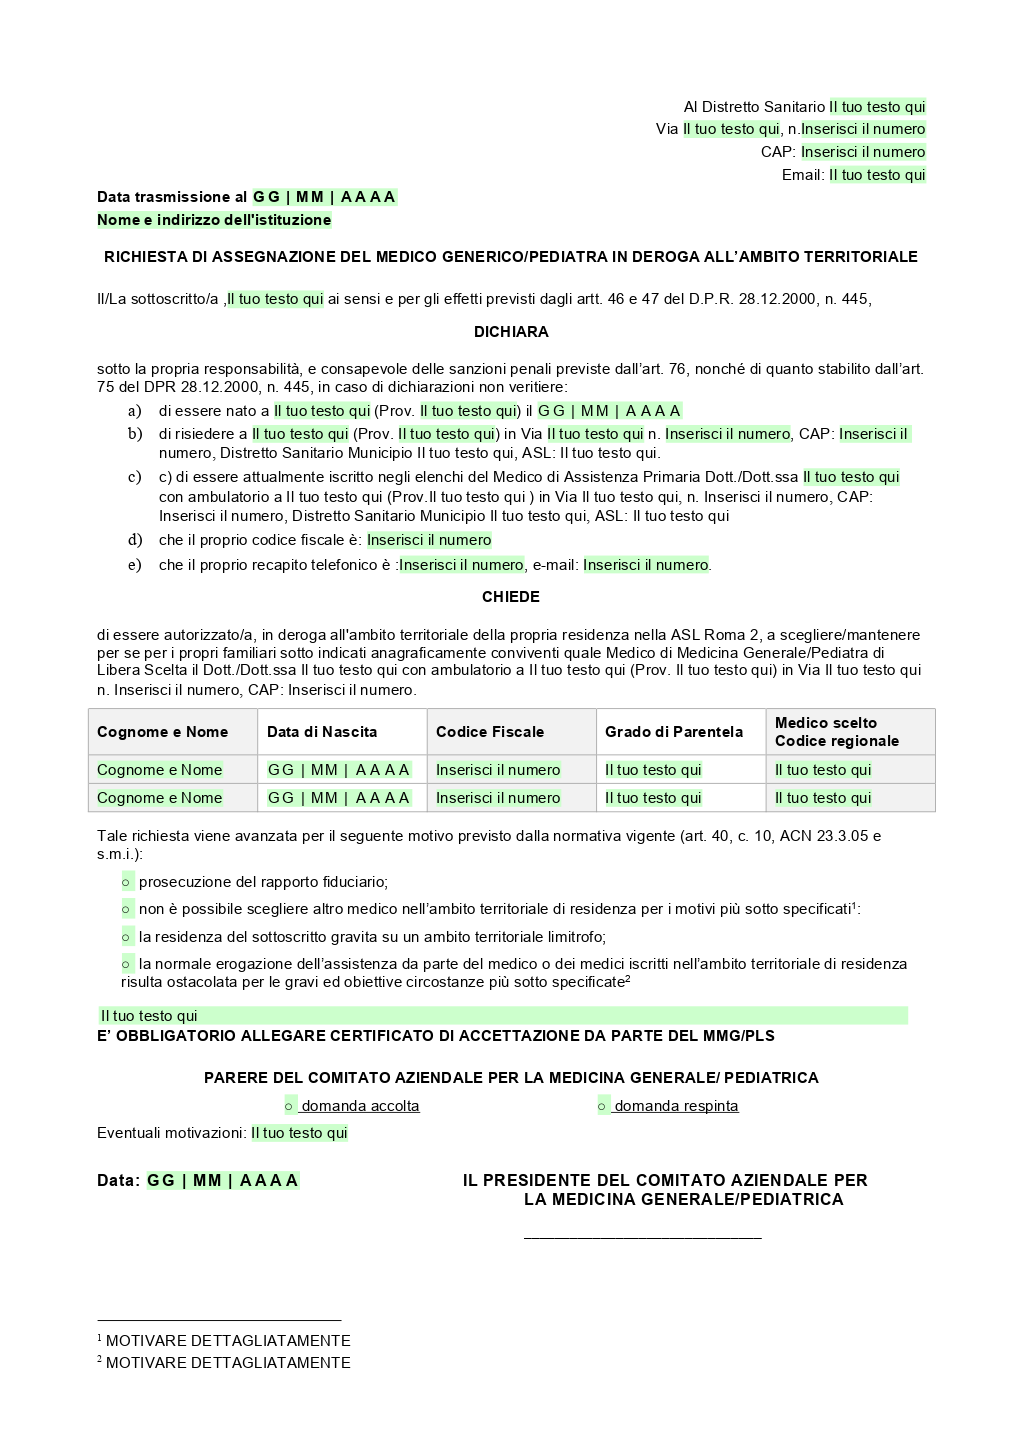 Al Distretto Sanitario Il tuo testo qui
Via Il tuo testo qui, n.Inserisci il numero
CAP: Inserisci il numero
Email: Il tuo testo qui
Data trasmissione al GG | MM | AAAA
Nome e indirizzo dell'istituzione
RICHIESTA DI ASSEGNAZIONE DEL MEDICO GENERICO/PEDIATRA IN DEROGA ALL’AMBITO TERRITORIALE
Il/La sottoscritto/a ,Il tuo testo qui ai sensi e per gli effetti previsti dagli artt. 46 e 47 del D.P.R. 28.12.2000, n. 445,
DICHIARA
sotto la propria responsabilità, e consapevole delle sanzioni penali previste dall’art. 76, nonché di quanto stabilito dall’art.
75 del DPR 28.12.2000, n. 445, in caso di dichiarazioni non veritiere:
a) di essere nato a Il tuo testo qui (Prov. Il tuo testo qui) il GG | MM | AAAA
b) di risiedere a Il tuo testo qui (Prov. Il tuo testo qui) in Via Il tuo testo qui n. Inserisci il numero, CAP: Inserisci il
numero, Distretto Sanitario Municipio Il tuo testo qui, ASL: Il tuo testo qui.
c) c) di essere attualmente iscritto negli elenchi del Medico di Assistenza Primaria Dott./Dott.ssa Il tuo testo qui
con ambulatorio a Il tuo testo qui (Prov.Il tuo testo qui ) in Via Il tuo testo qui, n. Inserisci il numero, CAP:
Inserisci il numero, Distretto Sanitario Municipio Il tuo testo qui, ASL: Il tuo testo qui
d) che il proprio codice fiscale è: Inserisci il numero
e) che il proprio recapito telefonico è :Inserisci il numero, e-mail: Inserisci il numero.
CHIEDE
di essere autorizzato/a, in deroga all'ambito territoriale della propria residenza nella ASL Roma 2, a scegliere/mantenere
per se per i propri familiari sotto indicati anagraficamente conviventi quale Medico di Medicina Generale/Pediatra di
Libera Scelta il Dott./Dott.ssa Il tuo testo qui con ambulatorio a Il tuo testo qui (Prov. Il tuo testo qui) in Via Il tuo testo qui
n. Inserisci il numero, CAP: Inserisci il numero.
Cognome e Nome Data di Nascita Codice Fiscale Grado di Parentela Medico scelto
Codice regionale
Cognome e Nome GG | MM | AAAA Inserisci il numero Il tuo testo qui Il tuo testo qui
Cognome e Nome GG | MM | AAAA Inserisci il numero Il tuo testo qui Il tuo testo qui
Tale richiesta viene avanzata per il seguente motivo previsto dalla normativa vigente (art. 40, c. 10, ACN 23.3.05 e
s.m.i.):
○ prosecuzione del rapporto fiduciario;
○ non è possibile scegliere altro medico nell’ambito territoriale di residenza per i motivi più sotto specificati¹:
○ la residenza del sottoscritto gravita su un ambito territoriale limitrofo;
○ la normale erogazione dell’assistenza da parte del medico o dei medici iscritti nell’ambito territoriale di residenza
risulta ostacolata per le gravi ed obiettive circostanze più sotto specificate²
Il tuo testo qui
E’ OBBLIGATORIO ALLEGARE CERTIFICATO DI ACCETTAZIONE DA PARTE DEL MMG/PLS
PARERE DEL COMITATO AZIENDALE PER LA MEDICINA GENERALE/ PEDIATRICA
○ domanda accolta ○ domanda respinta
Eventuali motivazioni: Il tuo testo qui
Data: GG | MM | AAAA IL PRESIDENTE DEL COMITATO AZIENDALE PER
LA MEDICINA GENERALE/PEDIATRICA
____________________________
¹ MOTIVARE DETTAGLIATAMENTE
² MOTIVARE DETTAGLIATAMENTE